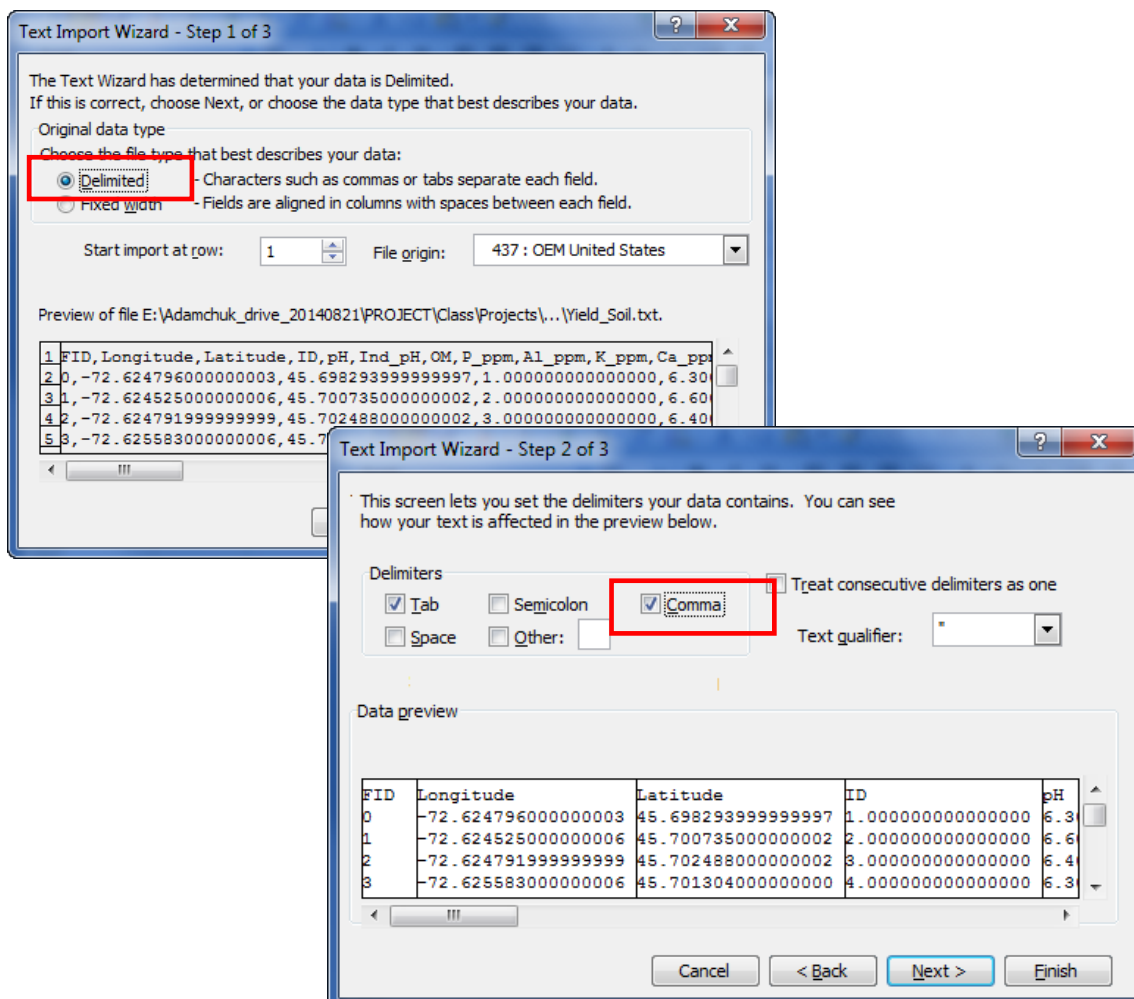 Text Import Wizard - Step 1 of 3
The Text Wizard has determined that your data is Delimited.
If this is correct, choose Next, or choose the data type that best describes your data.
Original data type
Choose the file type that best describes your data:
Delimited - Characters such as commas or tabs separate each field.
Fixed width - Fields are aligned in columns with spaces between each field.
Start import at row: 1 File origin: 437 : OEM United States
Preview of file E:\Adamchuk_drive_20140821\PROJECT\Class\Projects\...\Yield_Soil.txt.
1 FID,Longitude,Latitude,ID,pH,Ind_pH,OM,P_ppm,Al_ppm,K_ppm,Ca_ppm
2 0,-72.624796000000003,45.698293999999997,1.000000000000000,6.300
3 1,-72.624525000000006,45.700735000000002,2.000000000000000,6.600
4 2,-72.624791999999999,45.702488000000002,3.000000000000000,6.400
5 3,-72.625583000000006,45.7
Text Import Wizard - Step 2 of 3
This screen lets you set the delimiters your data contains. You can see
how your text is affected in the preview below.
Delimiters
Tab Semicolon Comma Treat consecutive delimiters as one
Space Other: Text qualifier: "
Data preview
FID Longitude Latitude ID pH
0 -72.624796000000003 45.698293999999997 1.000000000000000 6.30
1 -72.624525000000006 45.700735000000002 2.000000000000000 6.60
2 -72.624791999999999 45.702488000000002 3.000000000000000 6.40
3 -72.625583000000006 45.701304000000000 4.000000000000000 6.30
Cancel < Back Next > Finish